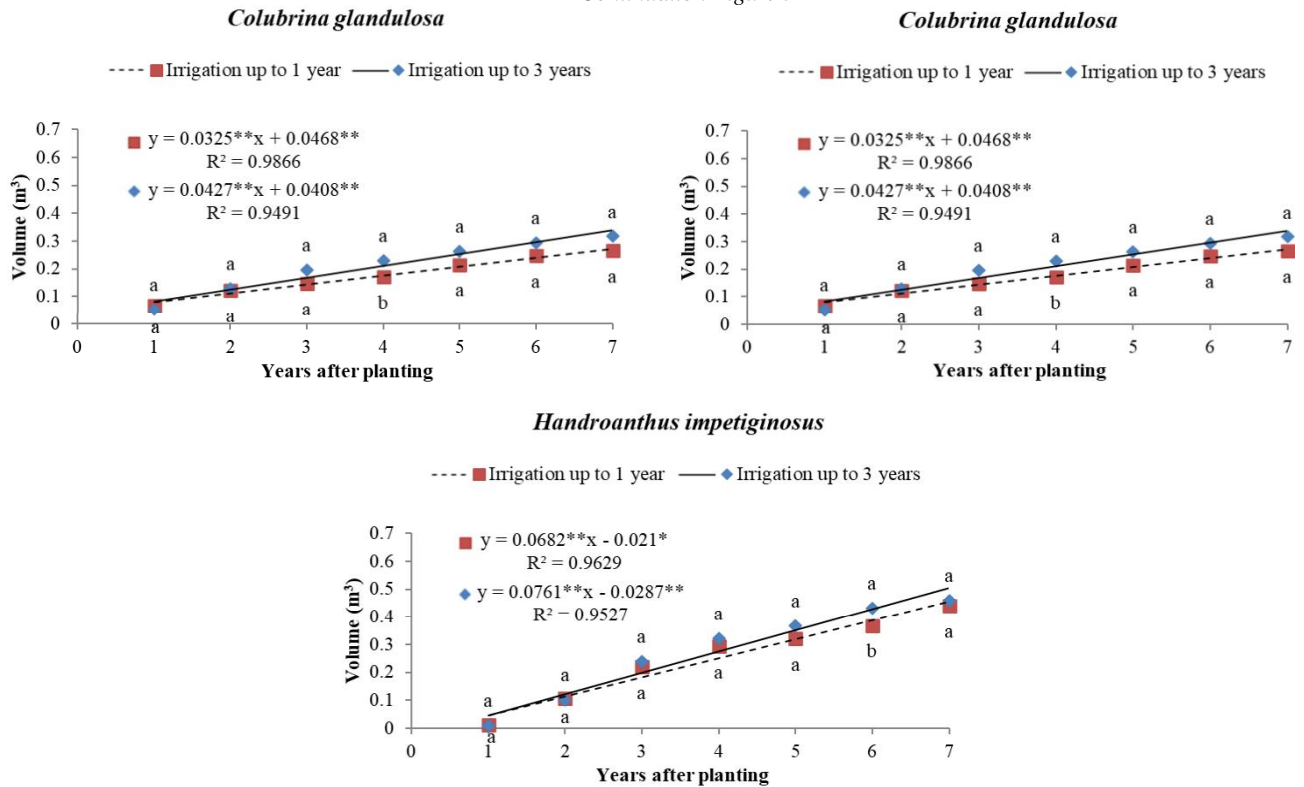 Colubrina glandulosa
Irrigation up to 1 year Irrigation up to 3 years
y = 0.0325**x + 0.0468**
R² = 0.9866
y = 0.0427**x + 0.0408**
R² = 0.9491
Volume (m³)
0.7
0.6
0.5
0.4
0.3
0.2
0.1
0
a a a a a a a
a a a b a a a
0 1 2 3 4 5 6 7
Years after planting
Colubrina glandulosa
Irrigation up to 1 year Irrigation up to 3 years
y = 0.0325**x + 0.0468**
R² = 0.9866
y = 0.0427**x + 0.0408**
R² = 0.9491
Volume (m³)
0.7
0.6
0.5
0.4
0.3
0.2
0.1
0
a a a a a a a
a a a b a a a
0 1 2 3 4 5 6 7
Years after planting
Handroanthus impetiginosus
Irrigation up to 1 year Irrigation up to 3 years
y = 0.0682**x - 0.021*
R² = 0.9629
y = 0.0761**x - 0.0287**
R² = 0.9527
Volume (m³)
0.7
0.6
0.5
0.4
0.3
0.2
0.1
0
a a a a a a a
a a a a a b a
0 1 2 3 4 5 6 7
Years after planting